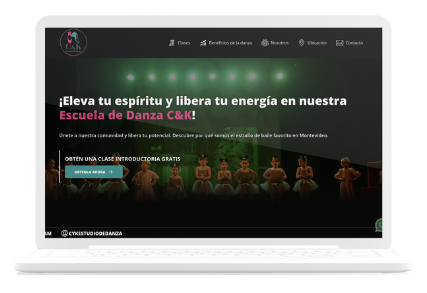 C&K
Clases
Beneficios de la danza
Nosotros
Ubicación
Contacto
¡Eleva tu espíritu y libera tu energía en nuestra
Escuela de Danza C&K!
Únete a nuestra comunidad y libera tu potencial. Descubre por qué somos el estudio de baile favorito en Montevideo.
OBTÉN UNA CLASE INTRODUCTORIA GRATIS
OBTENLA AHORA
@CYKESTUDIODEDANZA